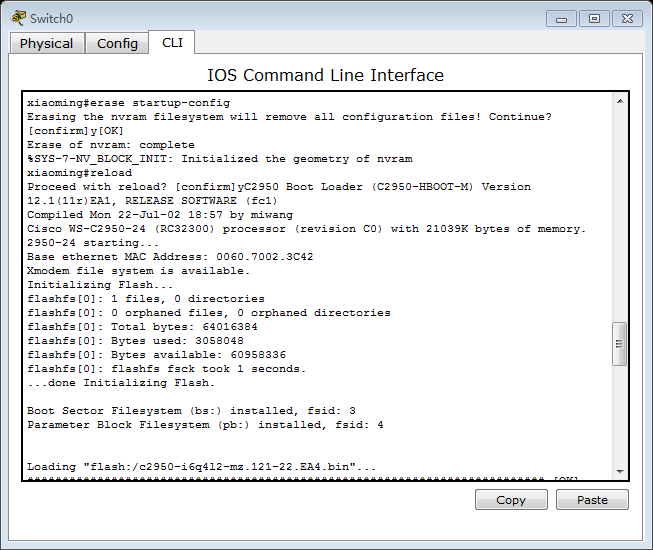 Switch0
Physical
Config
CLI
IOS Command Line Interface
xiaoming#erase startup-config
Erasing the nvram filesystem will remove all configuration files! Continue?
[confirm]y[OK]
Erase of nvram: complete
%SYS-7-NV_BLOCK_INIT: Initialized the geometry of nvram
xiaoming#reload
Proceed with reload? [confirm]yC2950 Boot Loader (C2950-HBOOT-M) Version
12.1(11r)EA1, RELEASE SOFTWARE (fc1)
Compiled Mon 22-Jul-02 18:57 by miwang
Cisco WS-C2950-24 (RC32300) processor (revision C0) with 21039K bytes of memory.
2950-24 starting...
Base ethernet MAC Address: 0060.7002.3C42
Xmodem file system is available.
Initializing Flash...
flashfs[0]: 1 files, 0 directories
flashfs[0]: 0 orphaned files, 0 orphaned directories
flashfs[0]: Total bytes: 64016384
flashfs[0]: Bytes used: 3058048
flashfs[0]: Bytes available: 60958336
flashfs[0]: flashfs fsck took 1 seconds.
...done Initializing Flash.
Boot Sector Filesystem (bs:) installed, fsid: 3
Parameter Block Filesystem (pb:) installed, fsid: 4
Loading "flash:/c2950-i6q4l2-mz.121-22.EA4.bin"...
########################################################################## [OK]
Copy
Paste